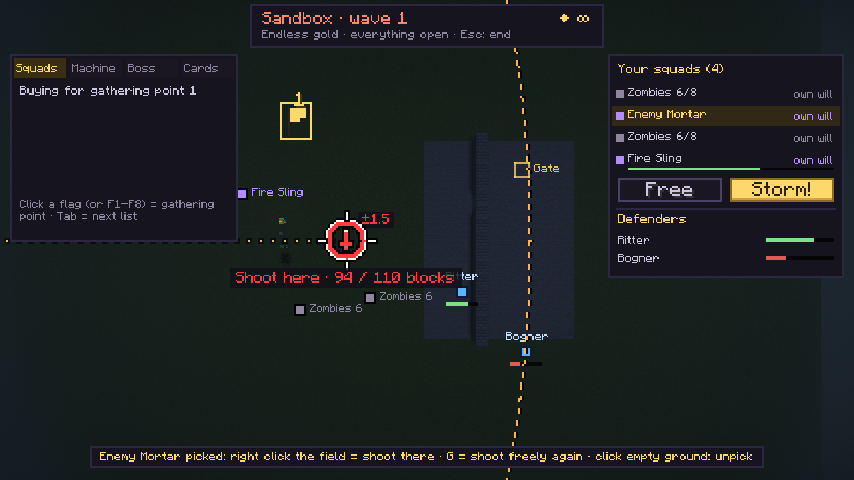 Sandbox · wave 1
Endless gold · everything open · Esc: end
Squads Machine Boss Cards
Buying for gathering point 1
Click a flag (or F1–F8) = gathering
point · Tab = next list
1
Gate
Fire Sling
±1.5
Shoot here · 94 / 110 blocks
Zombies 6
Zombies 6
Bogner
Your squads (4)
Zombies 6/8 own will
Enemy Mortar own will
Zombies 6/8 own will
Fire Sling own will
Free Storm!
Defenders
Ritter
Bogner
Enemy Mortar picked: right click the field = shoot there · G = shoot freely again · click empty ground: unpick